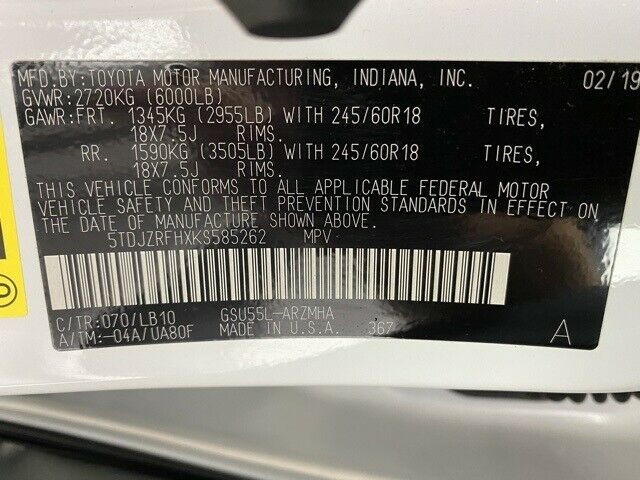 MFD.BY:TOYOTA MOTOR MANUFACTURING, INDIANA, INC. 02/19
GVWR:2720KG (6000LB)
GAWR:FRT. 1345KG (2955LB) WITH 245/60R18 TIRES,
18X7.5J RIMS.
RR. 1590KG (3505LB) WITH 245/60R18 TIRES,
18X7.5J RIMS.
THIS VEHICLE CONFORMS TO ALL APPLICABLE FEDERAL MOTOR
VEHICLE SAFETY AND THEFT PREVENTION STANDARDS IN EFFECT ON
THE DATE OF MANUFACTURE SHOWN ABOVE.
5TDJZRFHXKS585262 MPV
C/TR:070/LB10 GSU55L-ARZMHA
A/TM:-04A/UA80F MADE IN U.S.A. 367 A